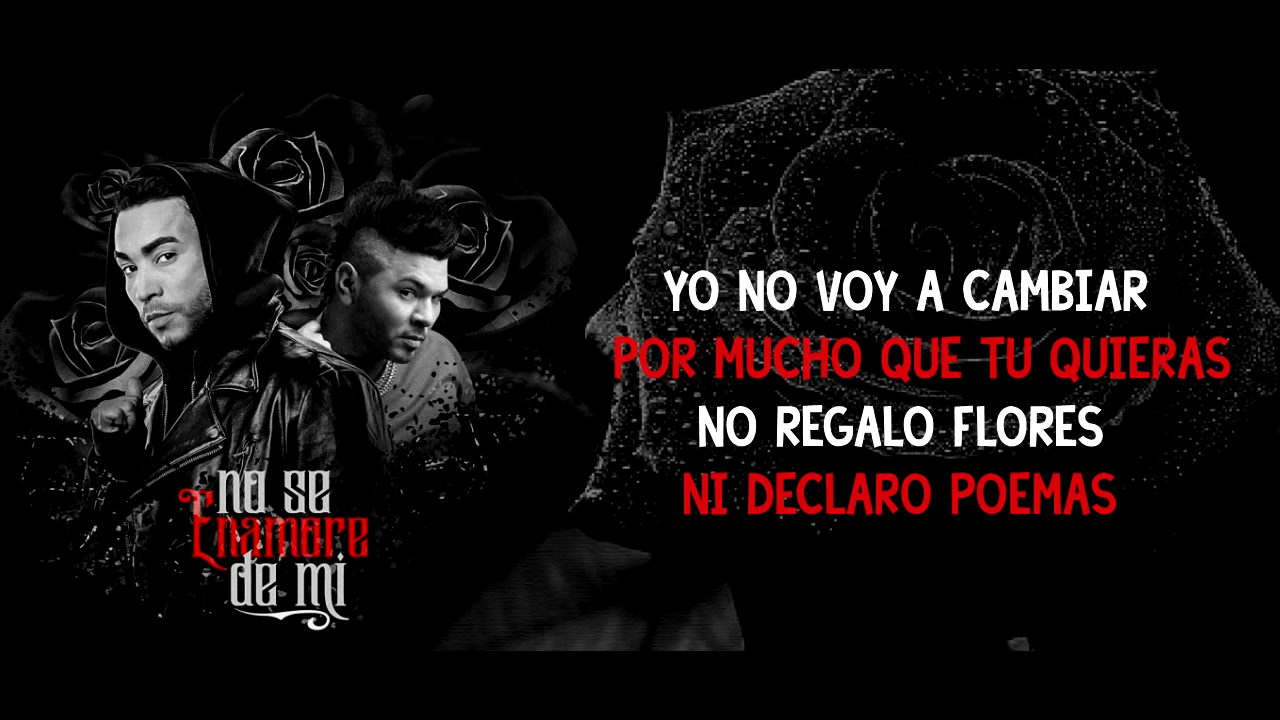 no se
Enamore
de mi
YO NO VOY A CAMBIAR
POR MUCHO QUE TU QUIERAS
NO REGALO FLORES
NI DECLARO POEMAS